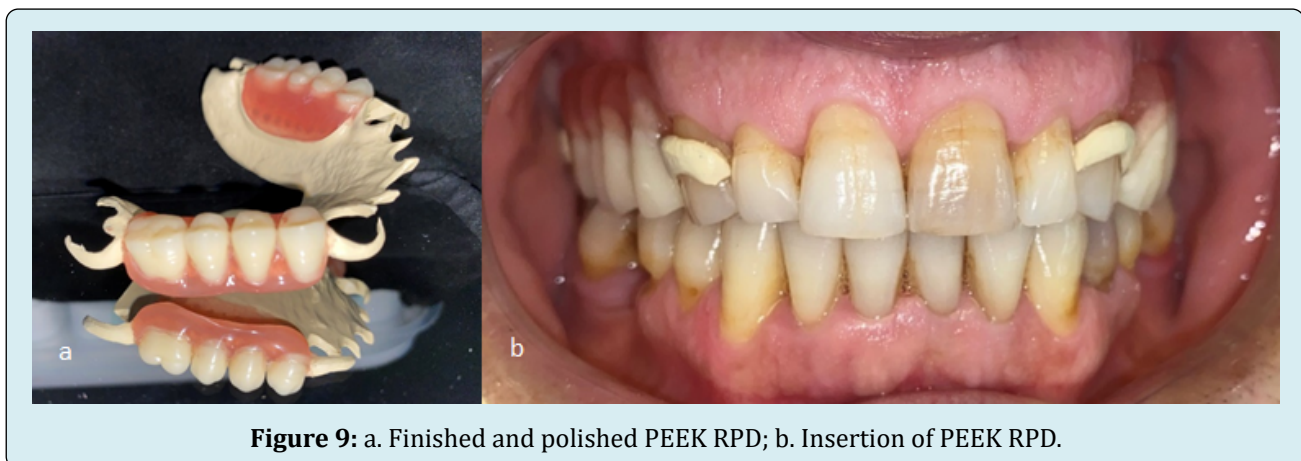 a
b
Figure 9: a. Finished and polished PEEK RPD; b. Insertion of PEEK RPD.